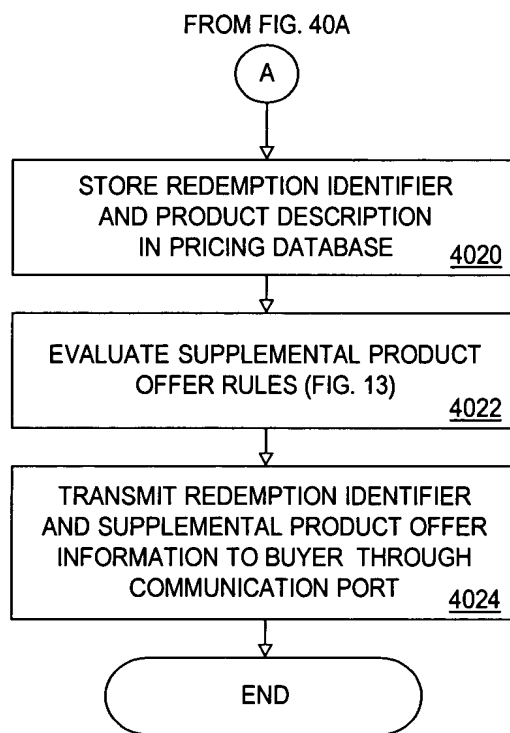 FROM FIG. 40A
A
STORE REDEMPTION IDENTIFIER
AND PRODUCT DESCRIPTION
IN PRICING DATABASE
4020
EVALUATE SUPPLEMENTAL PRODUCT
OFFER RULES (FIG. 13)
4022
TRANSMIT REDEMPTION IDENTIFIER
AND SUPPLEMENTAL PRODUCT OFFER
INFORMATION TO BUYER THROUGH
COMMUNICATION PORT
4024
END